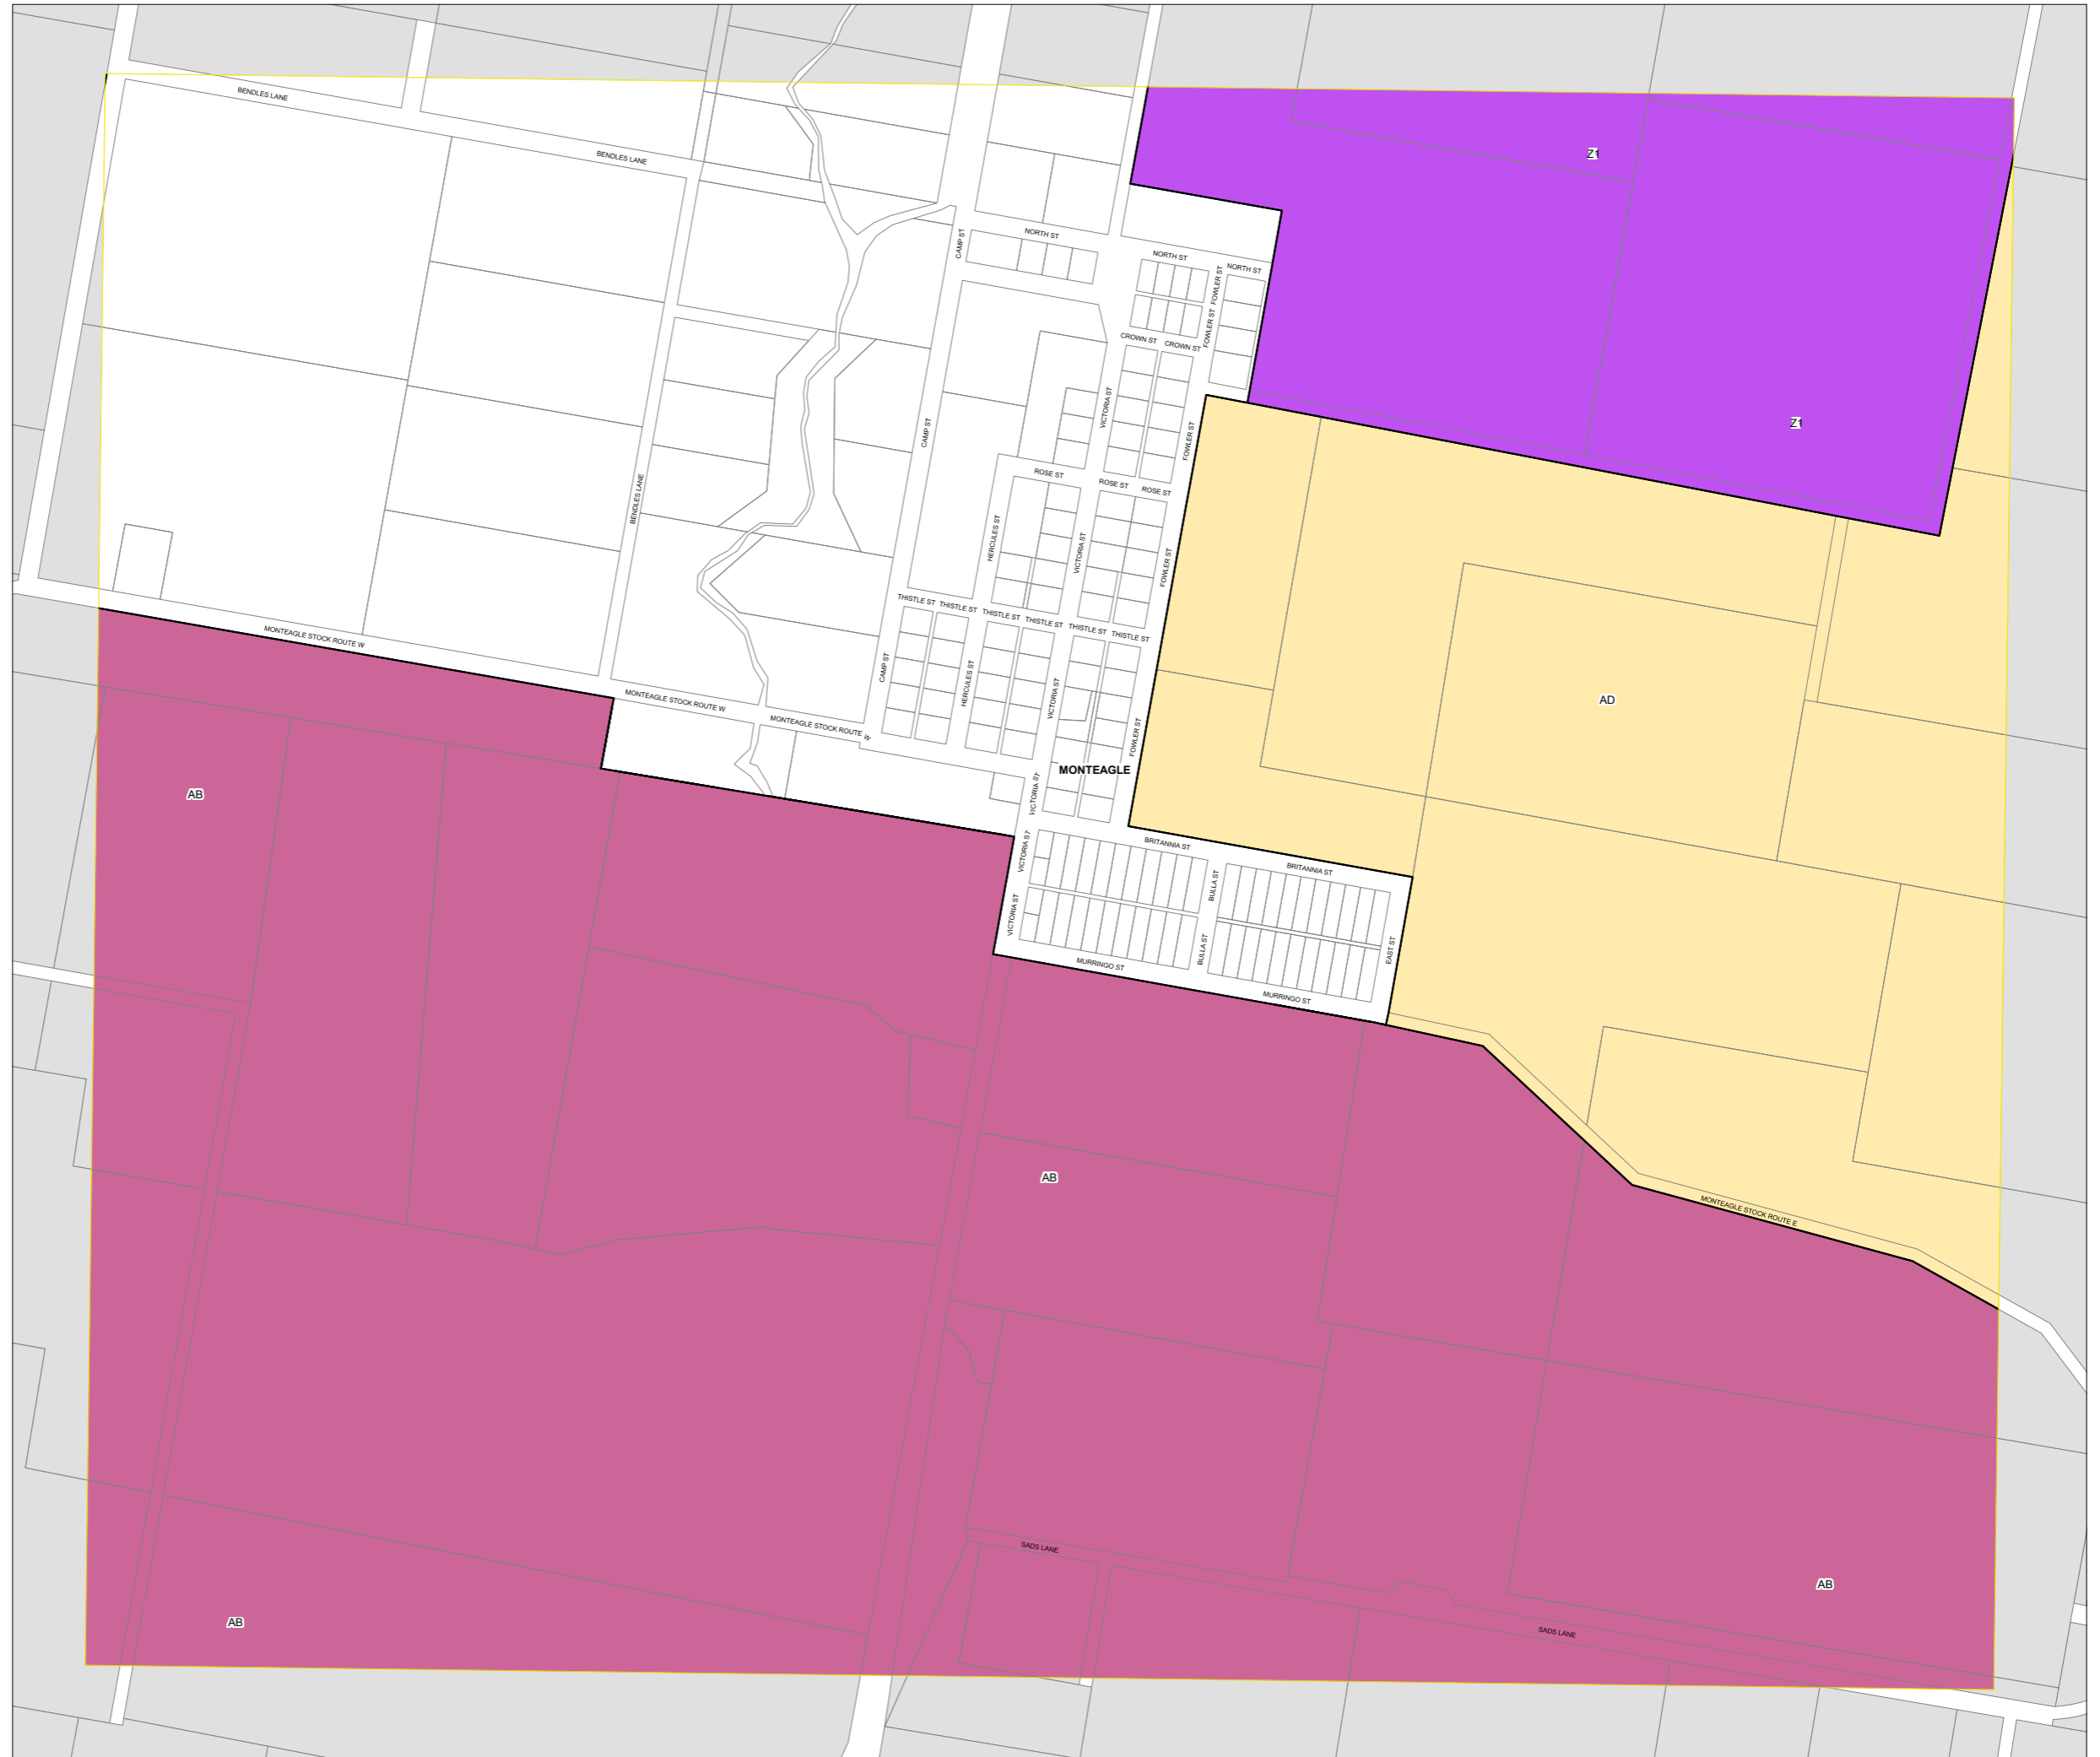 BENDLES LANE
BENDLES LANE
Z1
NORTH ST
CAMP ST
NORTH ST
NORTH ST
FOWLER ST
FOWLER ST
CROWN ST
CROWN ST
VICTORIA ST
CAMP ST
FOWLER ST
Z1
ROSE ST
ROSE ST
ROSE ST
BENDLES LANE
HERCULES ST
VICTORIA ST
FOWLER ST
THISTLE ST
THISTLE ST
THISTLE ST
THISTLE ST
THISTLE ST
THISTLE ST
MONTEAGLE STOCK ROUTE W
CAMP ST
HERCULES ST
VICTORIA ST
AD
MONTEAGLE STOCK ROUTE W
MONTEAGLE STOCK ROUTE W
FOWLER ST
MONTEAGLE
AB
VICTORIA ST
VICTORIA ST
BRITANNIA ST
BRITANNIA ST
BULLA ST
VICTORIA ST
BULLA ST
EAST ST
MURRINGO ST
MURRINGO ST
AB
MONTEAGLE STOCK ROUTE E
SADS LANE
AB
AB
SADS LANE